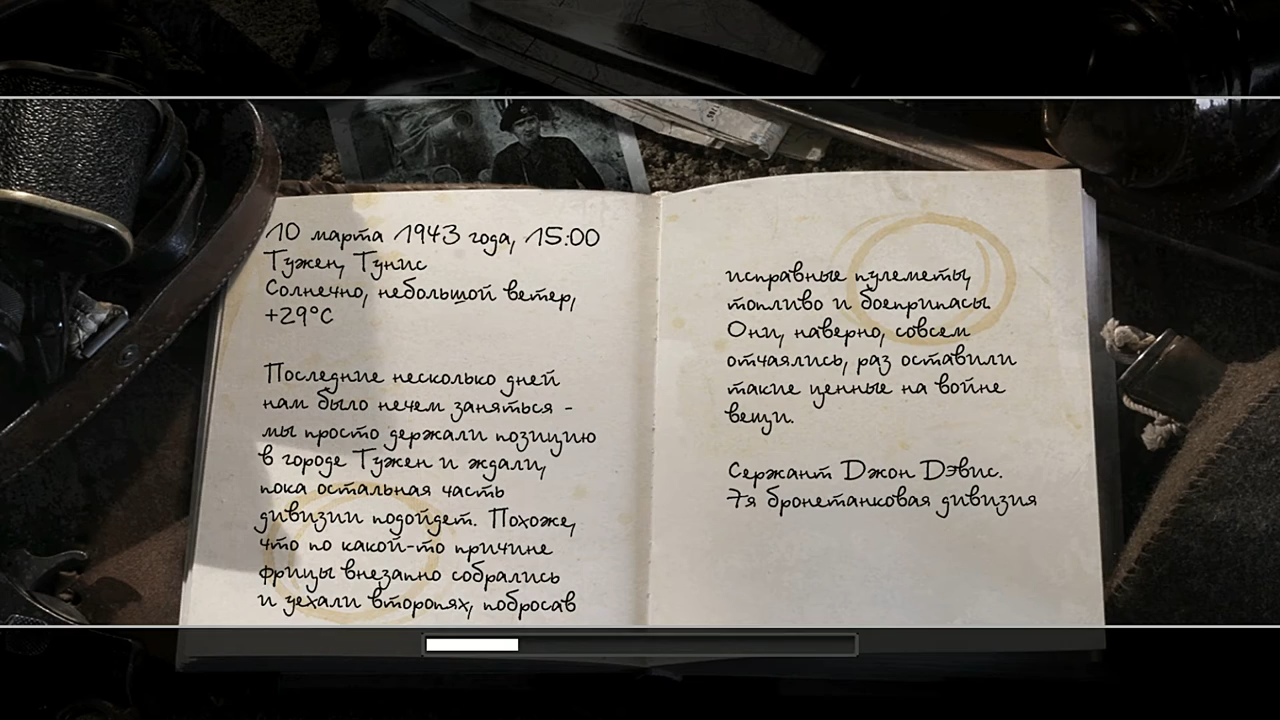 10 марта 1943 года, 15:00
Тужен, Тунис
Солнечно, небольшой ветер,
+29°C
Последние несколько дней
нам было нечем заняться -
мы просто держали позицию
в городе Тужен и ждали,
пока остальная часть
дивизии подойдет. Похоже,
что по какой-то причине
фрицы внезапно собрались
и уехали второпях, побросав
исправные пулеметы,
топливо и боеприпасы.
Они, наверно, совсем
отчаялись, раз оставили
такие ценные на войне
вещи.
Сержант Джон Дэвис.
7я бронетанковая дивизия